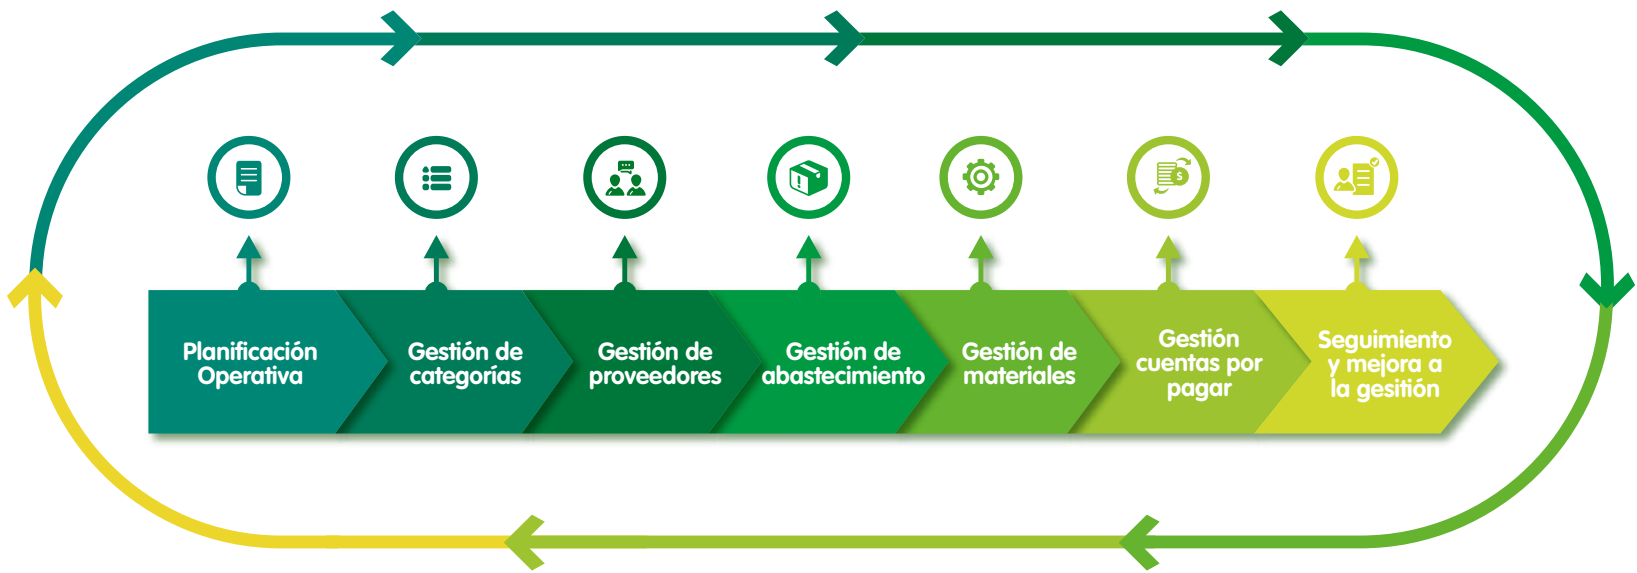 Planificación
Operativa
Gestión de
categorías
Gestión de
proveedores
Gestión de
abastecimiento
Gestión de
materiales
Gestión
cuentas por
pagar
Seguimiento
y mejora a
la gesitión